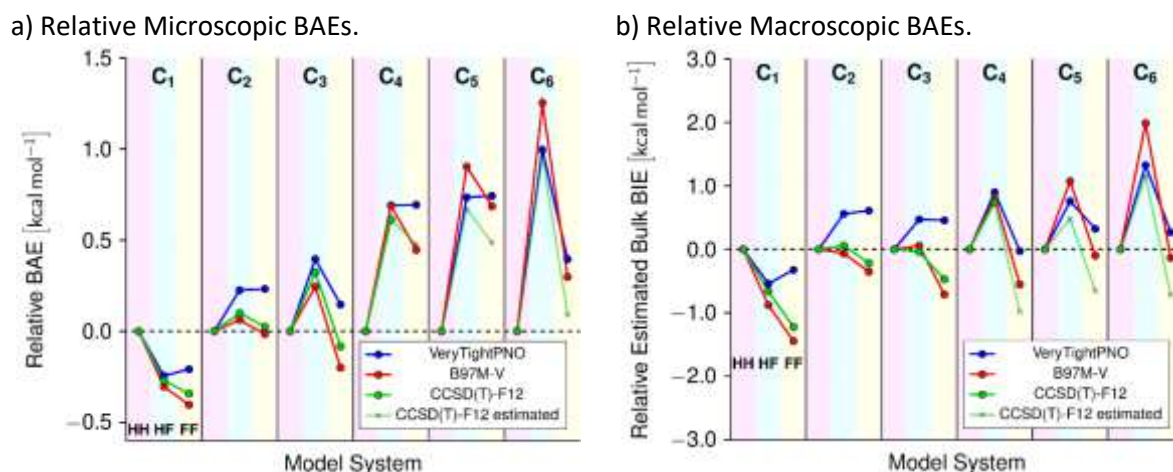 a) Relative Microscopic BAEs.
Relative BAE [kcal mol⁻¹]
1.5
1.0
0.5
0.0
−0.5
C₁
C₂
C₃
C₄
C₅
C₆
HH HF FF
VeryTightPNO
B97M-V
CCSD(T)-F12
CCSD(T)-F12 estimated
Model System
b) Relative Macroscopic BAEs.
Relative Estimated Bulk BIE [kcal mol⁻¹]
3.0
2.0
1.0
0.0
−1.0
−2.0
−3.0
C₁
C₂
C₃
C₄
C₅
C₆
HH HF FF
VeryTightPNO
B97M-V
CCSD(T)-F12
CCSD(T)-F12 estimated
Model System